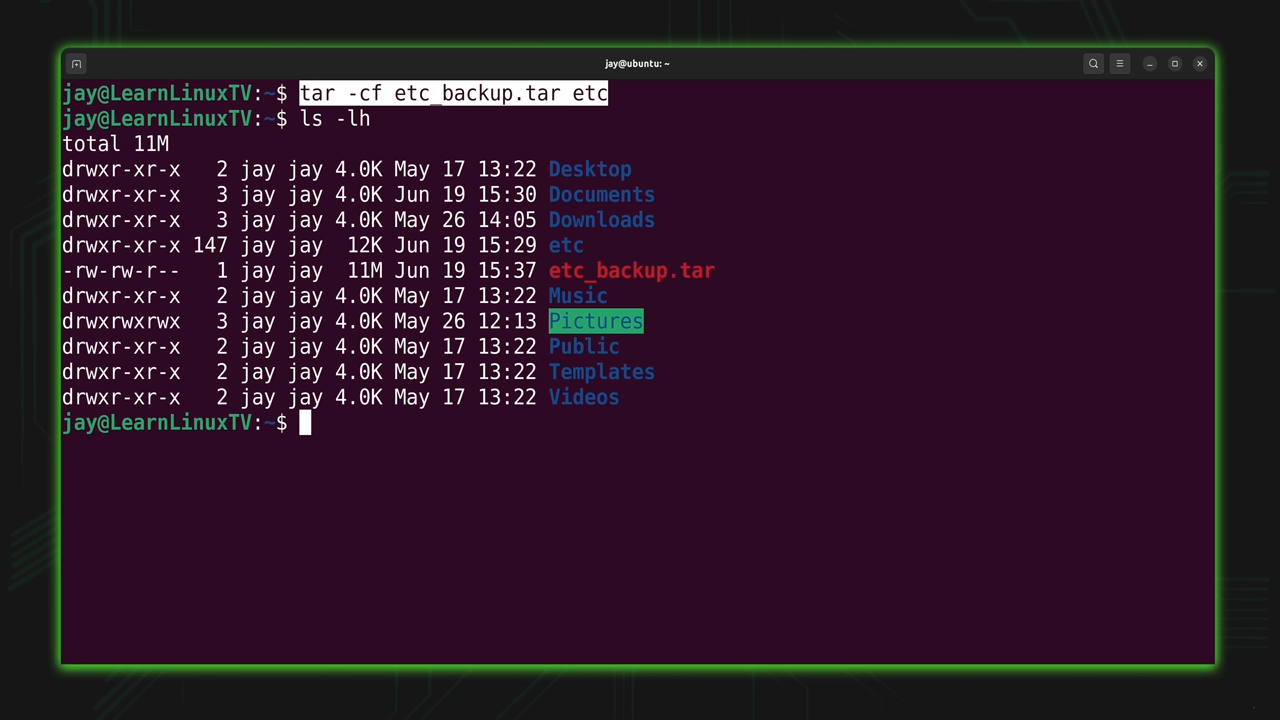 jay@ubuntu: ~
jay@LearnLinuxTV:~$ tar -cf etc_backup.tar etc
jay@LearnLinuxTV:~$ ls -lh
total 11M
drwxr-xr-x   2 jay jay 4.0K May 17 13:22 Desktop
drwxr-xr-x   3 jay jay 4.0K Jun 19 15:30 Documents
drwxr-xr-x   3 jay jay 4.0K May 26 14:05 Downloads
drwxr-xr-x 147 jay jay  12K Jun 19 15:29 etc
-rw-rw-r--   1 jay jay  11M Jun 19 15:37 etc_backup.tar
drwxr-xr-x   2 jay jay 4.0K May 17 13:22 Music
drwxrwxrwx   3 jay jay 4.0K May 26 12:13 Pictures
drwxr-xr-x   2 jay jay 4.0K May 17 13:22 Public
drwxr-xr-x   2 jay jay 4.0K May 17 13:22 Templates
drwxr-xr-x   2 jay jay 4.0K May 17 13:22 Videos
jay@LearnLinuxTV:~$